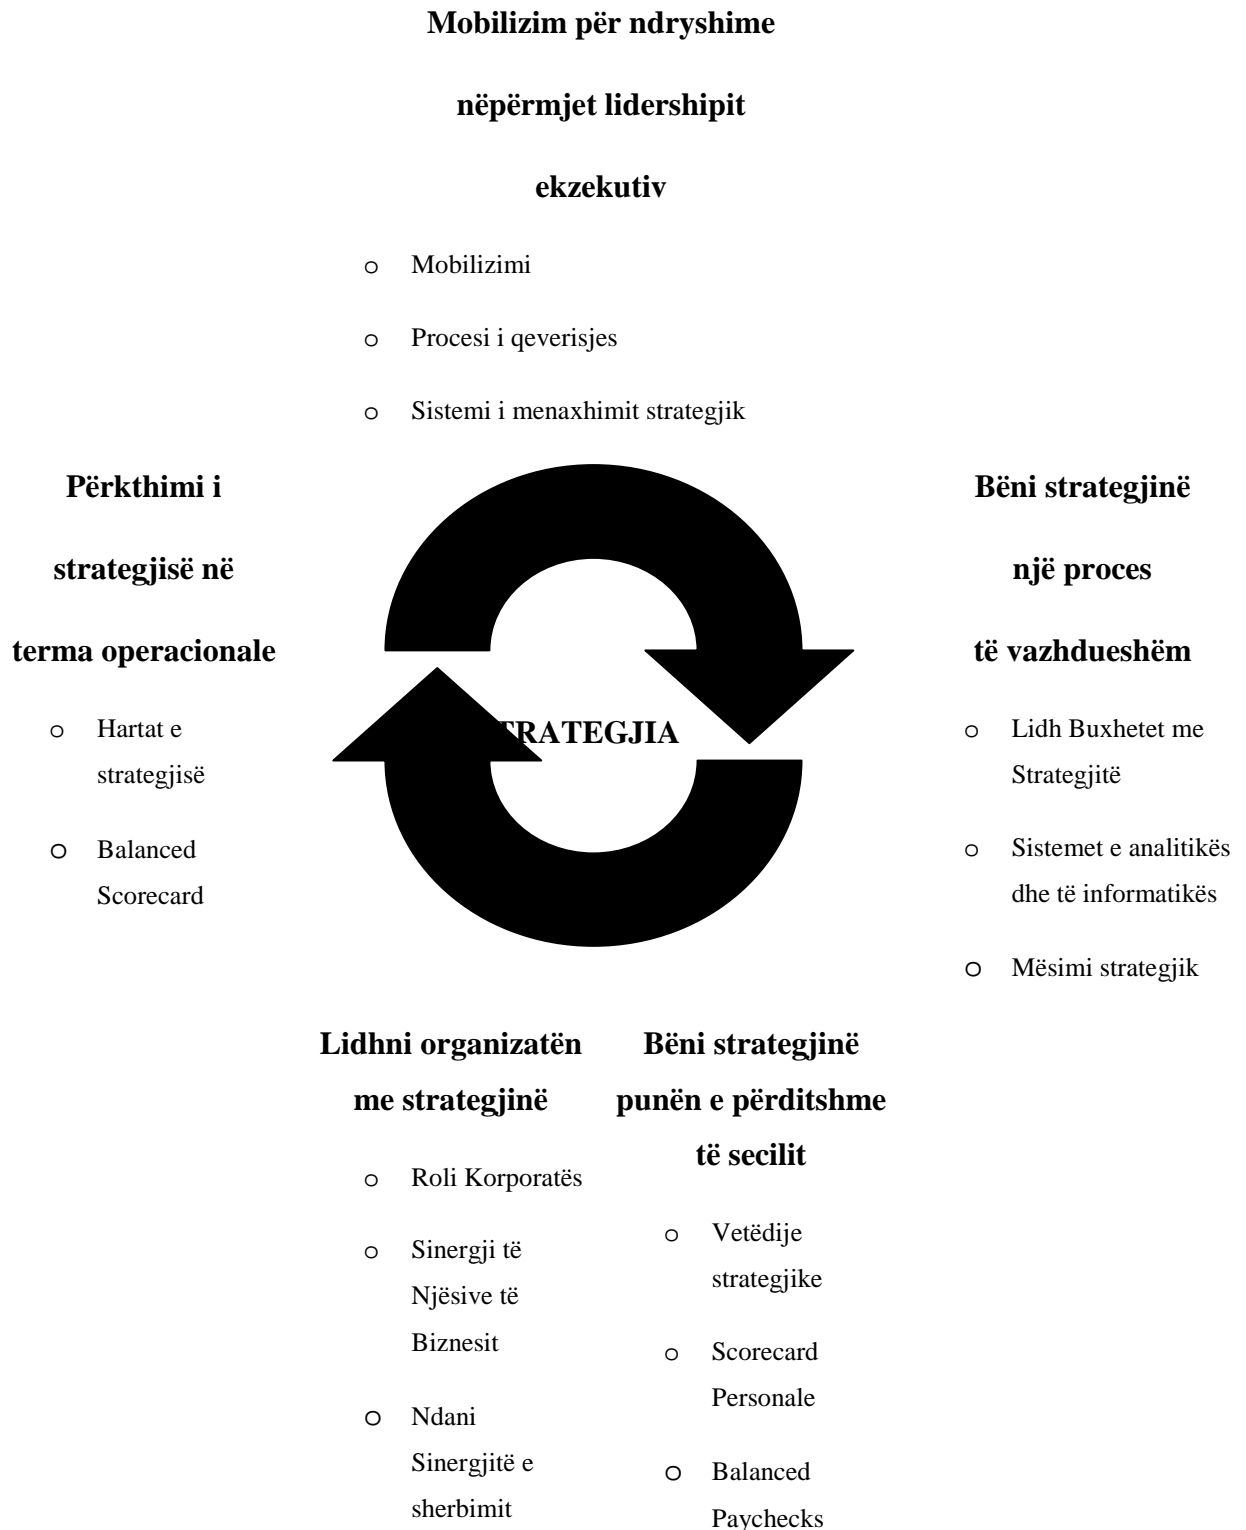 Mobilizim për ndryshime
nëpërmjet lidershipit
ekzekutiv
o Mobilizimi
o Procesi i qeverisjes
o Sistemi i menaxhimit strategjik
Përkthimi i
strategjisë në
terma operacionale
o Hartat e
strategjisë
o Balanced
Scorecard
TRATEGJIA
Bëni strategjinë
një proces
të vazhdueshëm
o Lidh Buxhetet me
Strategjitë
o Sistemet e analitikës
dhe të informatikës
o Mësimi strategjik
Lidhni organizatën
me strategjinë
o Roli Korporatës
o Sinergji të
Njësive të
Biznesit
o Ndani
Sinergjitë e
sherbimit
Bëni strategjinë
punën e përditshme
të secilit
o Vetëdije
strategjike
o Scorecard
Personale
o Balanced
Paychecks